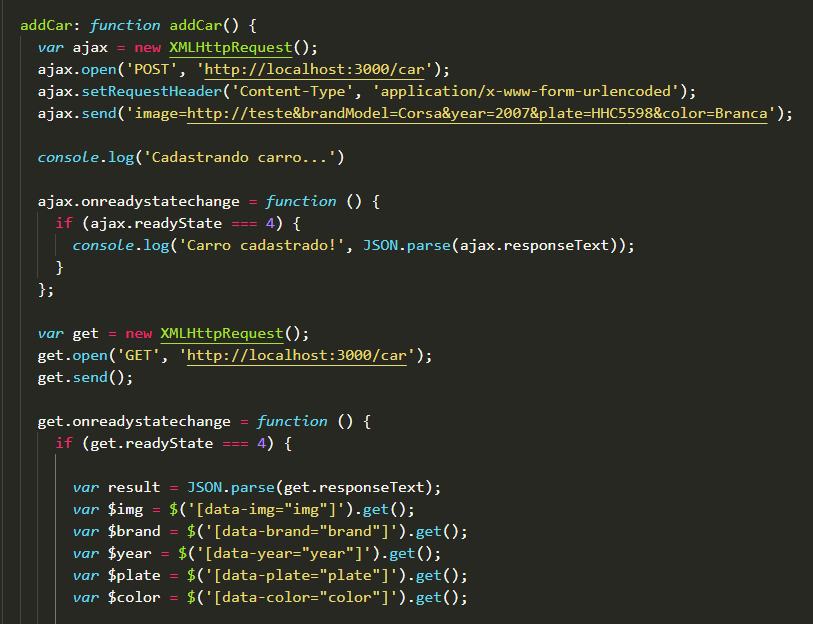 addCar: function addCar() {
var ajax = new XMLHttpRequest();
ajax.open('POST', 'http://localhost:3000/car');
ajax.setRequestHeader('Content-Type', 'application/x-www-form-urlencoded');
ajax.send('image=http://teste&brandModel=Corsa&year=2007&plate=HHC5598&color=Branca');
console.log('Cadastrando carro...')
ajax.onreadystatechange = function () {
if (ajax.readyState === 4) {
console.log('Carro cadastrado!', JSON.parse(ajax.responseText));
}
};
var get = new XMLHttpRequest();
get.open('GET', 'http://localhost:3000/car');
get.send();
get.onreadystatechange = function () {
if (get.readyState === 4) {
var result = JSON.parse(get.responseText);
var $img = $('[data-img="img"]').get();
var $brand = $('[data-brand="brand"]').get();
var $year = $('[data-year="year"]').get();
var $plate = $('[data-plate="plate"]').get();
var $color = $('[data-color="color"]').get();